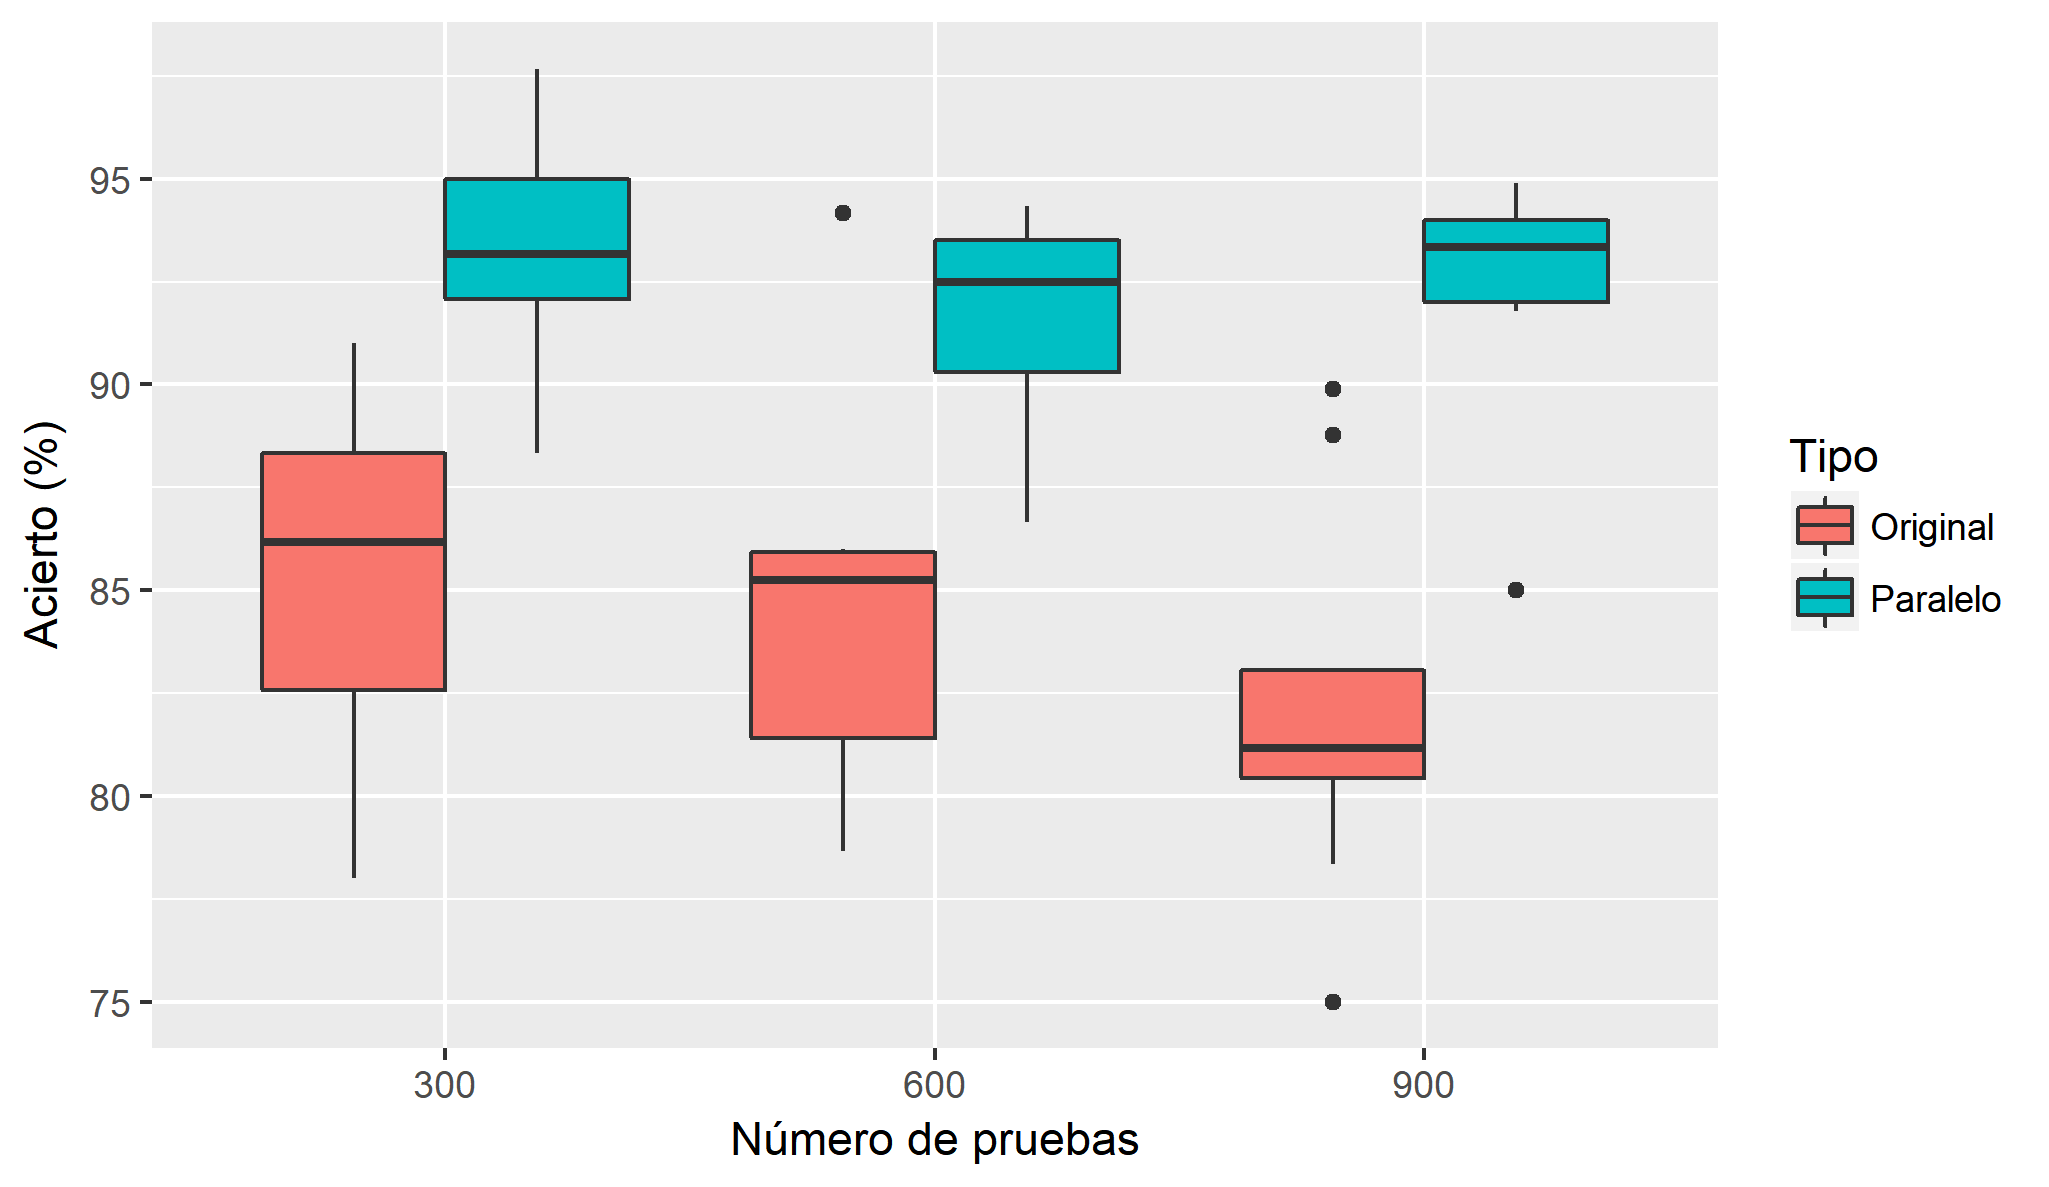 Acierto (%)
95
90
85
80
75
300
600
900
Número de pruebas
Tipo
Original
Paralelo